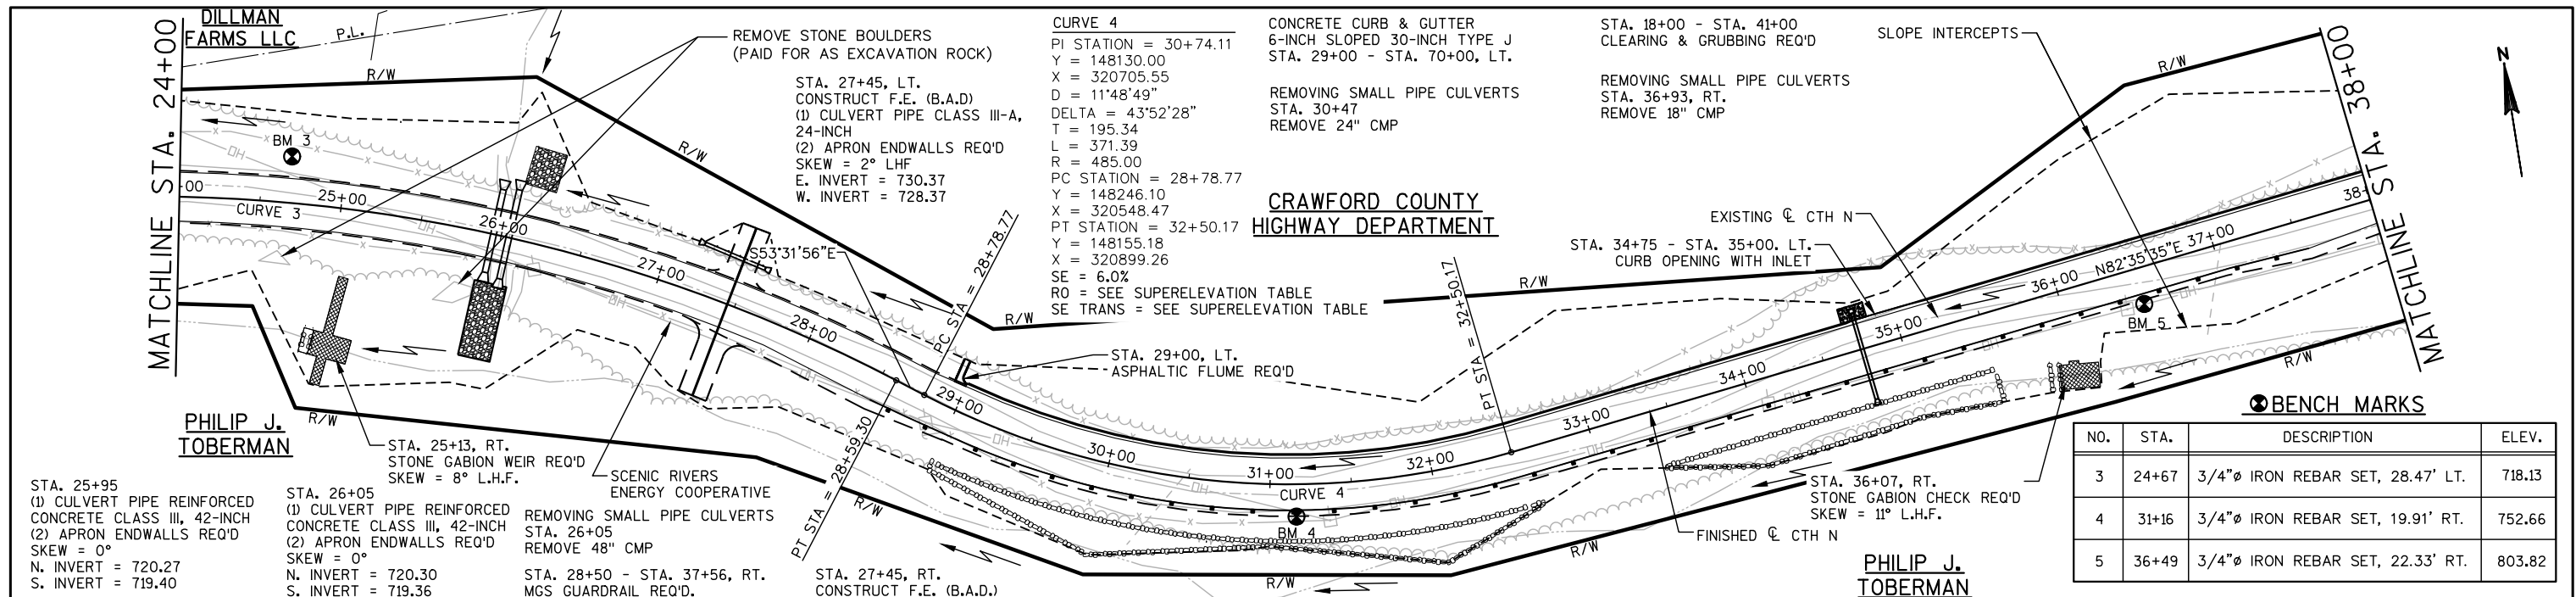 DILLMAN
FARMS LLC
P.L.
R/W
MATCHLINE STA. 24+00
REMOVE STONE BOULDERS
(PAID FOR AS EXCAVATION ROCK)
STA. 27+45, LT.
CONSTRUCT F.E. (B.A.D)
(1) CULVERT PIPE CLASS III-A,
24-INCH
(2) APRON ENDWALLS REQ'D
SKEW = 2° LHF
E. INVERT = 730.37
W. INVERT = 728.37
CURVE 4
PI STATION = 30+74.11
Y = 148130.00
X = 320705.55
D = 11°48'49"
DELTA = 43°52'28"
T = 195.34
L = 371.39
R = 485.00
PC STATION = 28+78.77
Y = 148246.10
X = 320548.47
PT STATION = 32+50.17
Y = 148155.18
X = 320899.26
SE = 6.0%
RO = SEE SUPERELEVATION TABLE
SE TRANS = SEE SUPERELEVATION TABLE
CONCRETE CURB & GUTTER
6-INCH SLOPED 30-INCH TYPE J
STA. 29+00 - STA. 70+00, LT.
REMOVING SMALL PIPE CULVERTS
STA. 30+47
REMOVE 24" CMP
STA. 18+00 - STA. 41+00
CLEARING & GRUBBING REQ'D
REMOVING SMALL PIPE CULVERTS
STA. 36+93, RT.
REMOVE 18" CMP
SLOPE INTERCEPTS
R/W
MATCHLINE STA. 38+00
N
CRAWFORD COUNTY
HIGHWAY DEPARTMENT
EXISTING ℄ CTH N
STA. 34+75 - STA. 35+00. LT.
CURB OPENING WITH INLET
R/W
R/W
R/W
BM 3
00
CURVE 3
25+00
26+00
27+00
28+00
S53°31'56"E
PC STA = 28+78.77
29+00
30+00
31+00
CURVE 4
32+00
PT STA = 32+50.17
33+00
34+00
35+00
36+00
N82°35'35"E
37+00
38
OH
OH
OH
OH
OH
OH
OH
OH
OH
BM 5
BM 4
STA. 29+00, LT.
ASPHALTIC FLUME REQ'D
PT STA = 28+59.30
R/W
R/W
R/W
R/W
R/W
PHILIP J.
TOBERMAN
STA. 25+13, RT.
STONE GABION WEIR REQ'D
SKEW = 8° L.H.F.
SCENIC RIVERS
ENERGY COOPERATIVE
STA. 25+95
(1) CULVERT PIPE REINFORCED
CONCRETE CLASS III, 42-INCH
(2) APRON ENDWALLS REQ'D
SKEW = 0°
N. INVERT = 720.27
S. INVERT = 719.40
STA. 26+05
(1) CULVERT PIPE REINFORCED
CONCRETE CLASS III, 42-INCH
(2) APRON ENDWALLS REQ'D
SKEW = 0°
N. INVERT = 720.30
S. INVERT = 719.36
REMOVING SMALL PIPE CULVERTS
STA. 26+05
REMOVE 48" CMP
STA. 28+50 - STA. 37+56, RT.
MGS GUARDRAIL REQ'D.
STA. 27+45, RT.
CONSTRUCT F.E. (B.A.D.)
STA. 36+07, RT.
STONE GABION CHECK REQ'D
SKEW = 11° L.H.F.
FINISHED ℄ CTH N
PHILIP J.
TOBERMAN
BENCH MARKS
NO. STA. DESCRIPTION ELEV.
3 24+67 3/4"ø IRON REBAR SET, 28.47' LT. 718.13
4 31+16 3/4"ø IRON REBAR SET, 19.91' RT. 752.66
5 36+49 3/4"ø IRON REBAR SET, 22.33' RT. 803.82